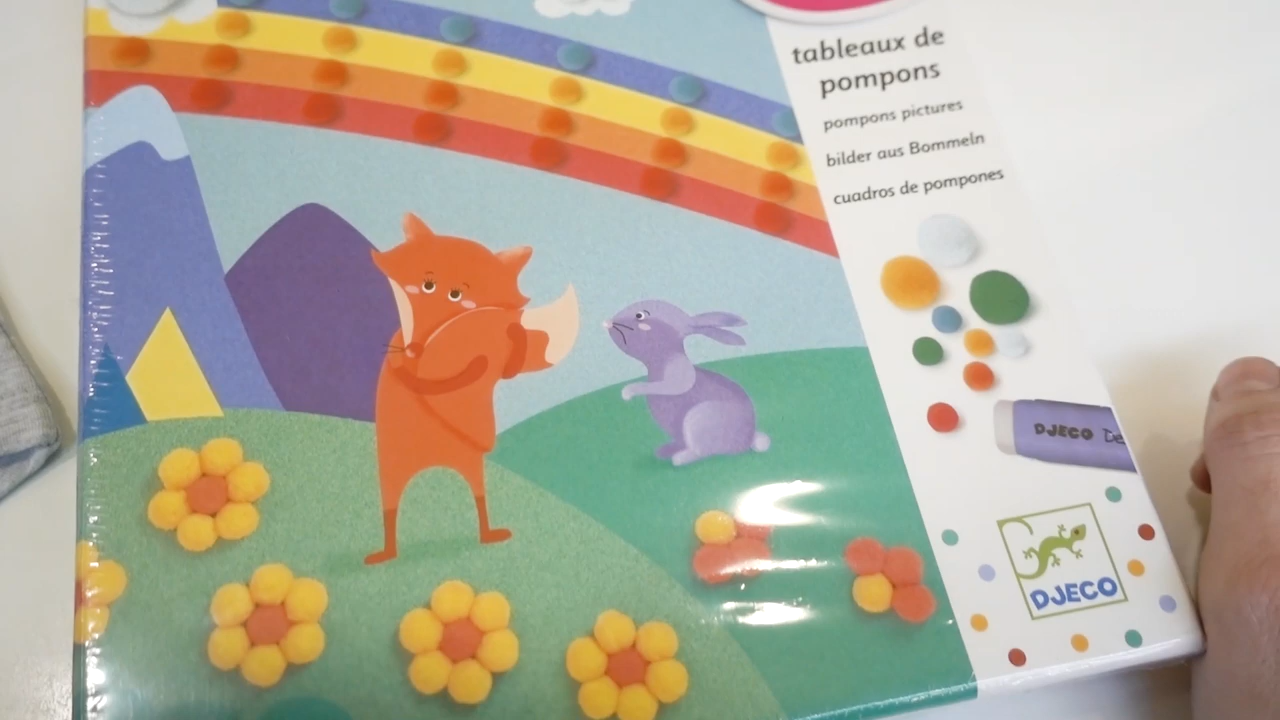 tableaux de
pompons
pompons pictures
bilder aus Bommeln
cuadros de pompones
DJECO
DJECO